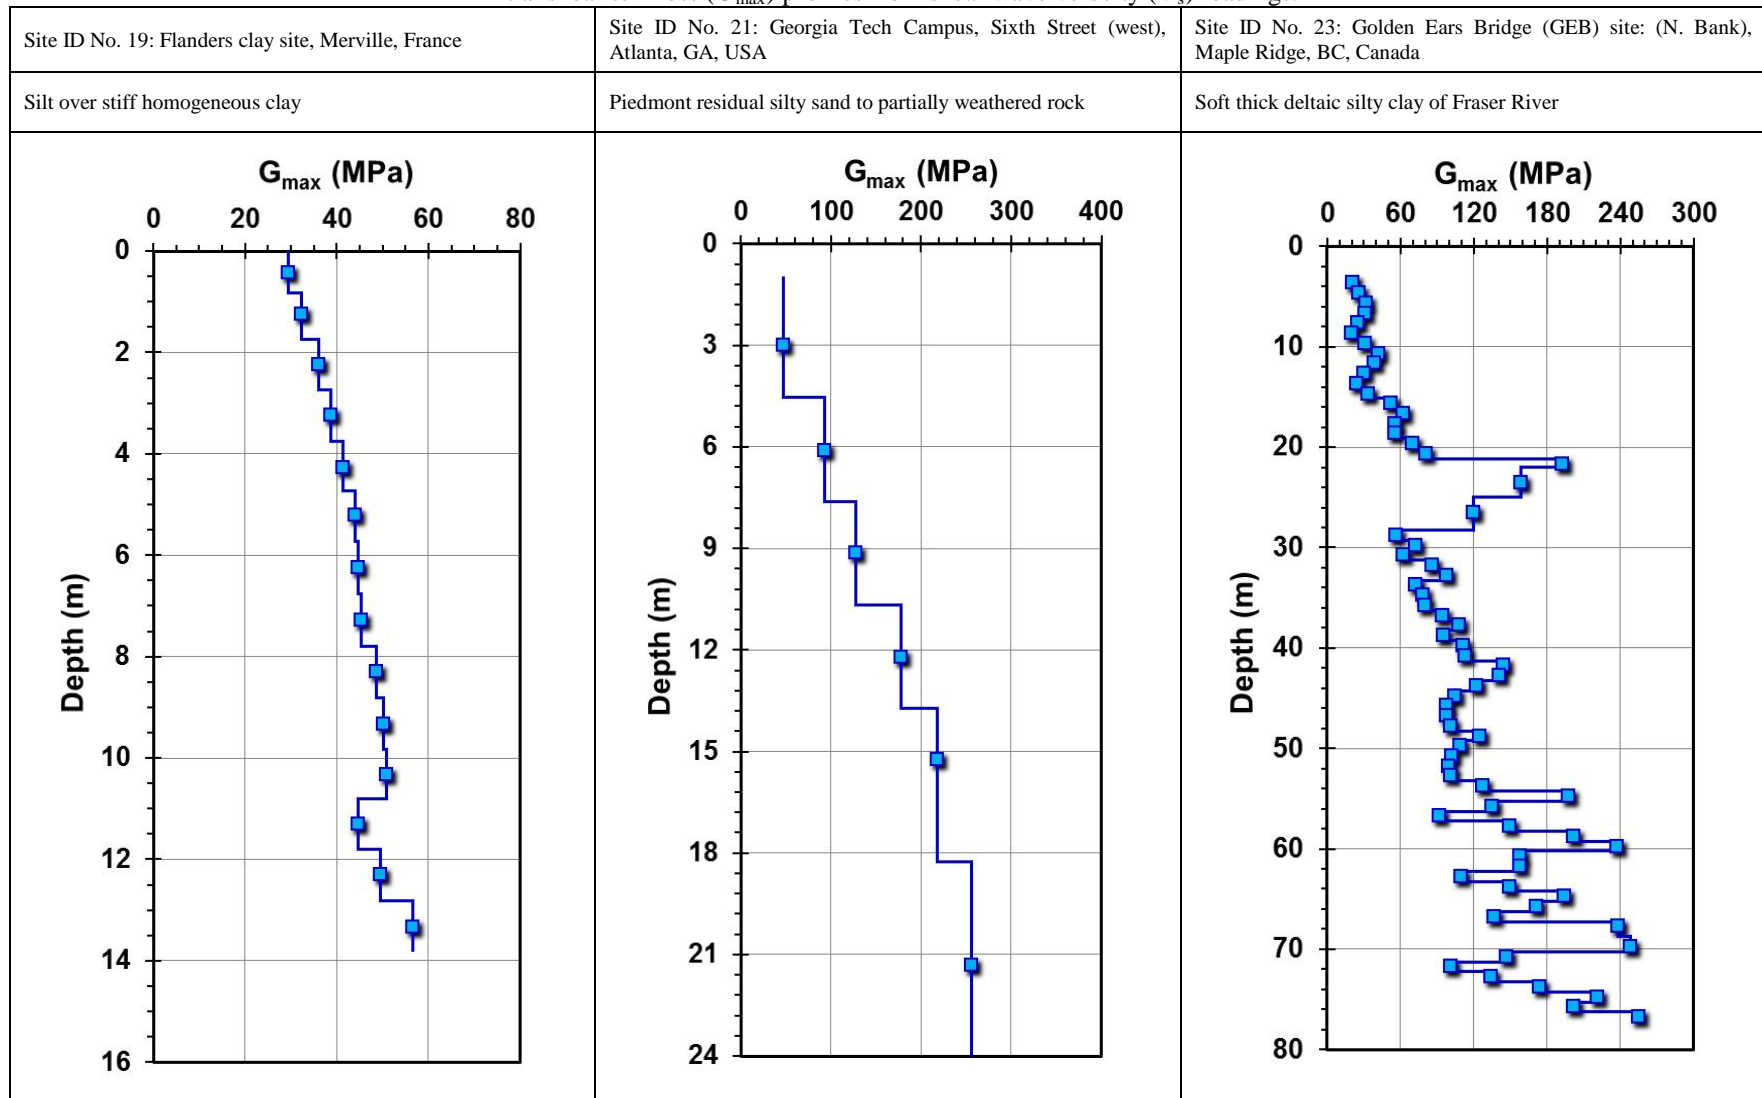 Site ID No. 19: Flanders clay site, Merville, France
Site ID No. 21: Georgia Tech Campus, Sixth Street (west),
Atlanta, GA, USA
Site ID No. 23: Golden Ears Bridge (GEB) site: (N. Bank),
Maple Ridge, BC, Canada
Silt over stiff homogeneous clay
Piedmont residual silty sand to partially weathered rock
Soft thick deltaic silty clay of Fraser River
Gmax (MPa)
0 20 40 60 80
0
2
4
6
8
10
12
14
16
Depth (m)
Gmax (MPa)
0 100 200 300 400
0
3
6
9
12
15
18
21
24
Depth (m)
Gmax (MPa)
0 60 120 180 240 300
0
10
20
30
40
50
60
70
80
Depth (m)